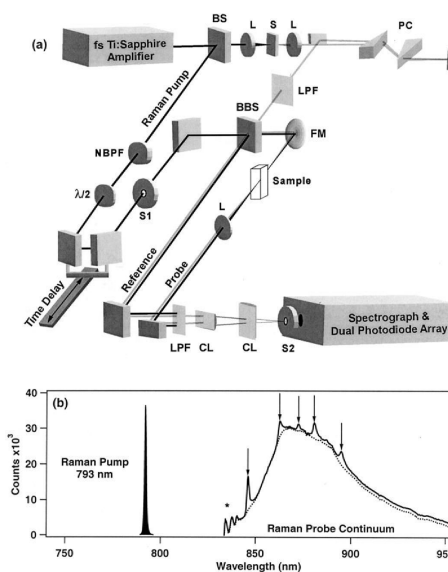 (a)
fs Ti:Sapphire
Amplifier
BS
L
S
L
PC
LPF
Raman Pump
BBS
FM
NBPF
Sample
λ/2
S1
L
Reference
Probe
Time Delay
Spectrograph &
Dual Photodiode Array
LPF
CL
CL
S2
(b)
Counts x10³
40
30
20
10
0
Raman Pump
793 nm
*
Raman Probe Continuum
750
800
850
900
Wavelength (nm)